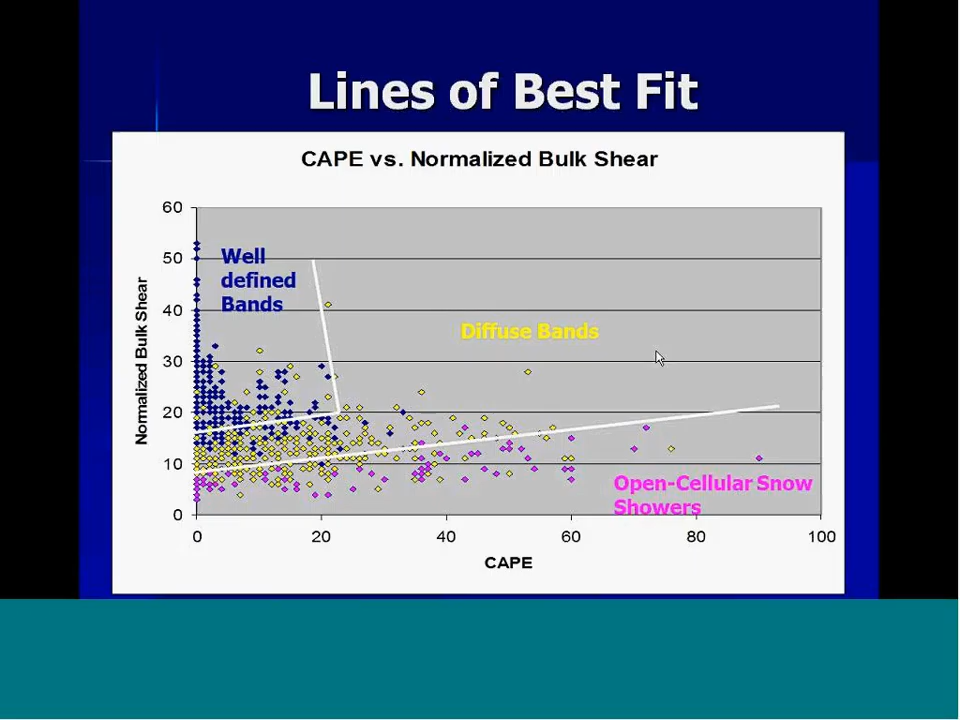 Lines of Best Fit
CAPE vs. Normalized Bulk Shear
60
50
40
30
20
10
0
Normalized Bulk Shear
Well
defined
Bands
Diffuse Bands
Open-Cellular Snow
Showers
0 20 40 60 80 100
CAPE